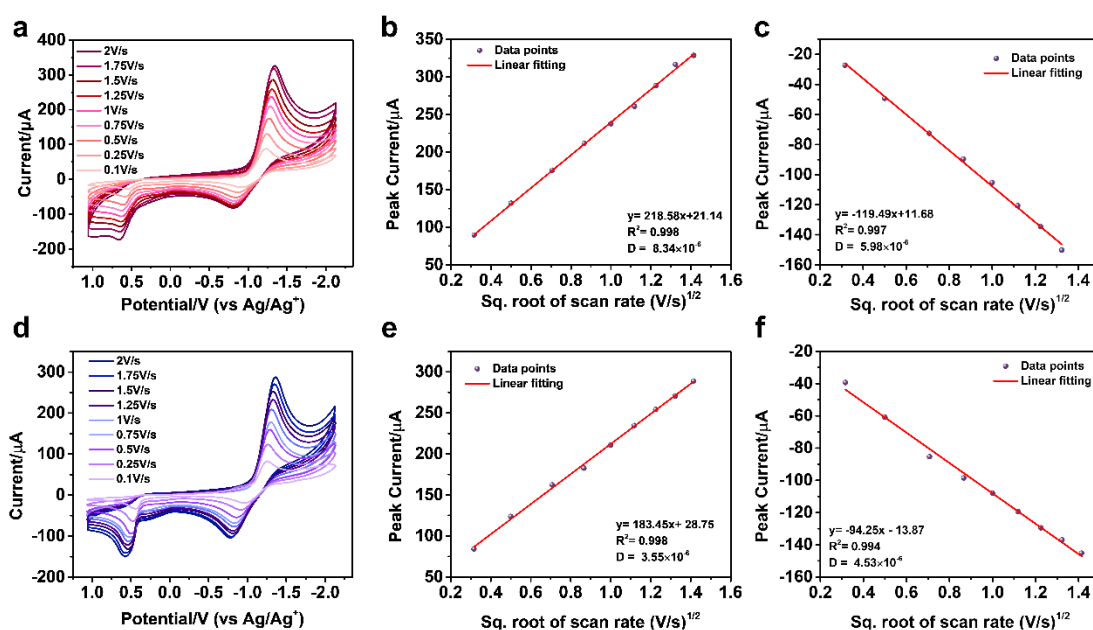 a
2V/s
1.75V/s
1.5V/s
1.25V/s
1V/s
0.75V/s
0.5V/s
0.25V/s
0.1V/s
400
300
200
100
0
-100
-200
Current/μA
1.0 0.5 0.0 -0.5 -1.0 -1.5 -2.0
Potential/V (vs Ag/Ag⁺)
b
Data points
Linear fitting
350
300
250
200
150
100
50
Peak Current/μA
y= 218.58x+21.14
R²= 0.998
D = 8.34×10⁻⁶
0.2 0.4 0.6 0.8 1.0 1.2 1.4 1.6
Sq. root of scan rate (V/s)¹/²
c
Data points
Linear fitting
-20
-40
-60
-80
-100
-120
-140
-160
Peak Current/μA
y= -119.49x+11.68
R²= 0.997
D = 5.98×10⁻⁶
0.2 0.4 0.6 0.8 1.0 1.2 1.4
Sq. root of scan rate (V/s)¹/²
d
2V/s
1.75V/s
1.5V/s
1.25V/s
1V/s
0.75V/s
0.5V/s
0.25V/s
0.1V/s
300
200
100
0
-100
-200
Current/μA
1.0 0.5 0.0 -0.5 -1.0 -1.5 -2.0
Potential/V (vs Ag/Ag⁺)
e
Data points
Linear fitting
350
300
250
200
150
100
50
Peak Current/μA
y= 183.45x+ 28.75
R²= 0.998
D = 3.55×10⁻⁶
0.2 0.4 0.6 0.8 1.0 1.2 1.4 1.6
Sq. root of scan rate (V/s)¹/²
f
Data points
Linear fitting
-20
-40
-60
-80
-100
-120
-140
-160
Peak Current/μA
y= -94.25x - 13.87
R²= 0.994
D = 4.53×10⁻⁶
0.2 0.4 0.6 0.8 1.0 1.2 1.4
Sq. root of scan rate (V/s)¹/²